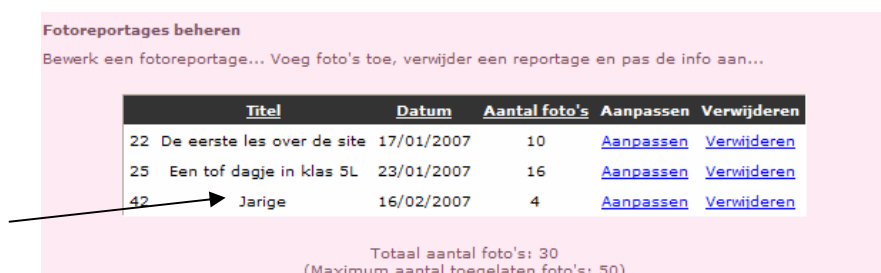 Fotoreportages beheren
Bewerk een fotoreportage... Voeg foto's toe, verwijder een reportage en pas de info aan...
Titel Datum Aantal foto's Aanpassen Verwijderen
22 De eerste les over de site 17/01/2007 10 Aanpassen Verwijderen
25 Een tof dagje in klas 5L 23/01/2007 16 Aanpassen Verwijderen
42 Jarige 16/02/2007 4 Aanpassen Verwijderen
Totaal aantal foto's: 30
(Maximum aantal toegelaten foto's: 50)